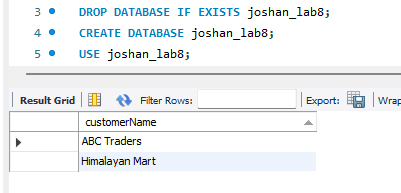 3 DROP DATABASE IF EXISTS joshan_lab8;
4 CREATE DATABASE joshan_lab8;
5 USE joshan_lab8;
Result Grid Filter Rows: Export: Wrap
customerName
ABC Traders
Himalayan Mart